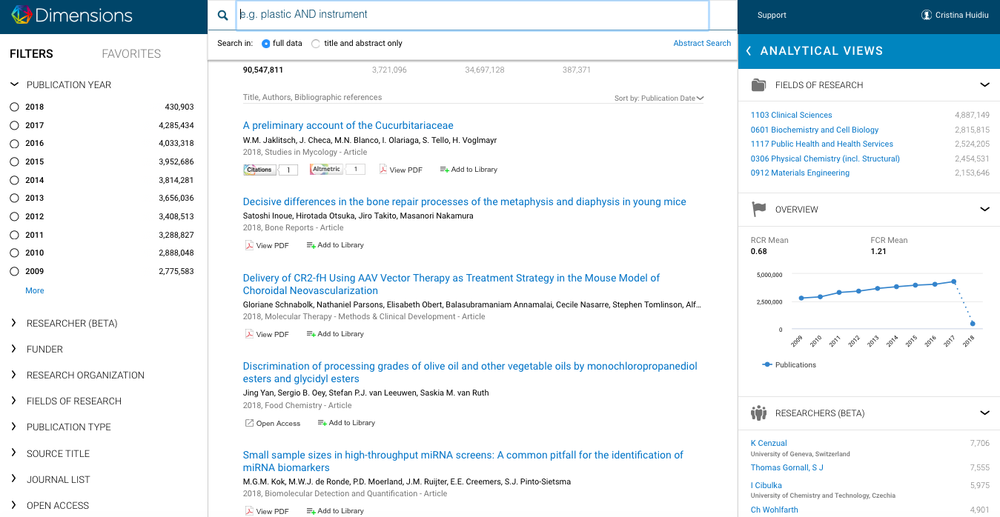 Dimensions
e.g. plastic AND instrument
Support
Cristina Huidiu
Search in: full data title and abstract only
Abstract Search
FILTERS FAVORITES
PUBLICATION YEAR
2018 430,903
2017 4,285,434
2016 4,033,318
2015 3,952,686
2014 3,814,281
2013 3,656,036
2012 3,408,513
2011 3,288,827
2010 2,888,048
2009 2,775,583
More
RESEARCHER (BETA)
FUNDER
RESEARCH ORGANIZATION
FIELDS OF RESEARCH
PUBLICATION TYPE
SOURCE TITLE
JOURNAL LIST
OPEN ACCESS
90,547,811 3,721,096 34,697,128 387,371
Title, Authors, Bibliographic references Sort by: Publication Date
A preliminary account of the Cucurbitariaceae
W.M. Jaklitsch, J. Checa, M.N. Blanco, I. Olariaga, S. Tello, H. Voglmayr
2018, Studies in Mycology - Article
Citations 1 Altmetric 1 View PDF Add to Library
Decisive differences in the bone repair processes of the metaphysis and diaphysis in young mice
Satoshi Inoue, Hirotada Otsuka, Jiro Takito, Masanori Nakamura
2018, Bone Reports - Article
View PDF Add to Library
Delivery of CR2-fH Using AAV Vector Therapy as Treatment Strategy in the Mouse Model of
Choroidal Neovascularization
Gloriane Schnabolk, Nathaniel Parsons, Elisabeth Obert, Balasubramaniam Annamalai, Cecile Nasarre, Stephen Tomlinson, Alf...
2018, Molecular Therapy - Methods & Clinical Development - Article
View PDF Add to Library
Discrimination of processing grades of olive oil and other vegetable oils by monochloropropanediol
esters and glycidyl esters
Jing Yan, Sergio B. Oey, Stefan P.J. van Leeuwen, Saskia M. van Ruth
2018, Food Chemistry - Article
Open Access Add to Library
Small sample sizes in high-throughput miRNA screens: A common pitfall for the identification of
miRNA biomarkers
M.G.M. Kok, M.W.J. de Ronde, P.D. Moerland, J.M. Ruijter, E.E. Creemers, S.J. Pinto-Sietsma
2018, Biomolecular Detection and Quantification - Article
View PDF Add to Library
ANALYTICAL VIEWS
FIELDS OF RESEARCH
1103 Clinical Sciences 4,887,149
0601 Biochemistry and Cell Biology 2,815,815
1117 Public Health and Health Services 2,524,205
0306 Physical Chemistry (incl. Structural) 2,454,531
0912 Materials Engineering 2,153,646
OVERVIEW
RCR Mean FCR Mean
0.68 1.21
5,000,000
2,500,000
0
2009 2010 2011 2012 2013 2014 2015 2016 2017 2018
Publications
RESEARCHERS (BETA)
K Cenzual 7,706
University of Geneva, Switzerland
Thomas Gornall, S J 7,555
I Cibulka 5,975
University of Chemistry and Technology, Czechia
Ch Wohlfarth 4,901